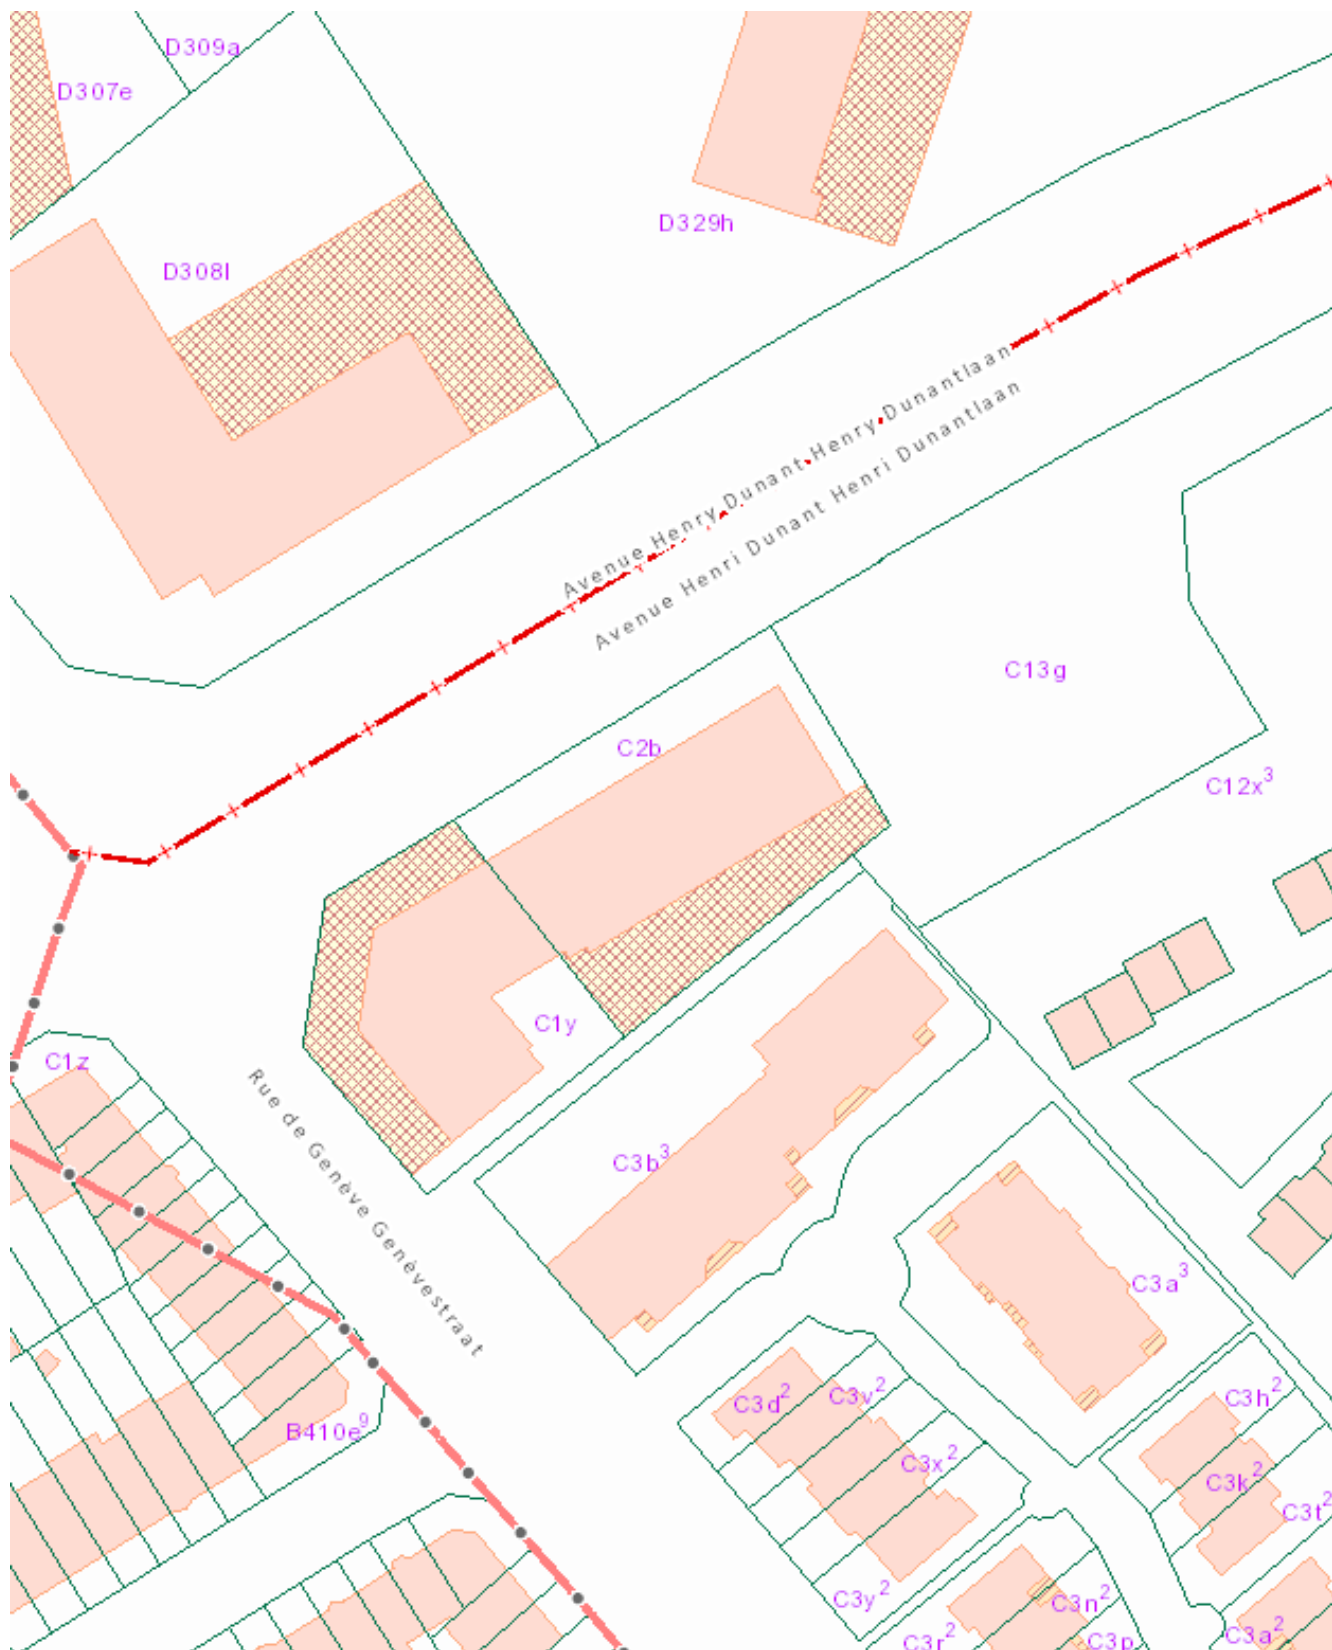 D309a
D307e
D329h
D308l
Avenue Henry Dunant Henry Dunantlaan
Avenue Henri Dunant Henri Dunantlaan
C13g
C2b
C12x³
C1y
C1z
Rue de Genève Genèvestraat
C3b³
C3a³
C3d²
C3v²
C3h²
B410e⁹
C3x²
C3k²
C3t²
C3y²
C3n²
C3r²
C3p
C3a²